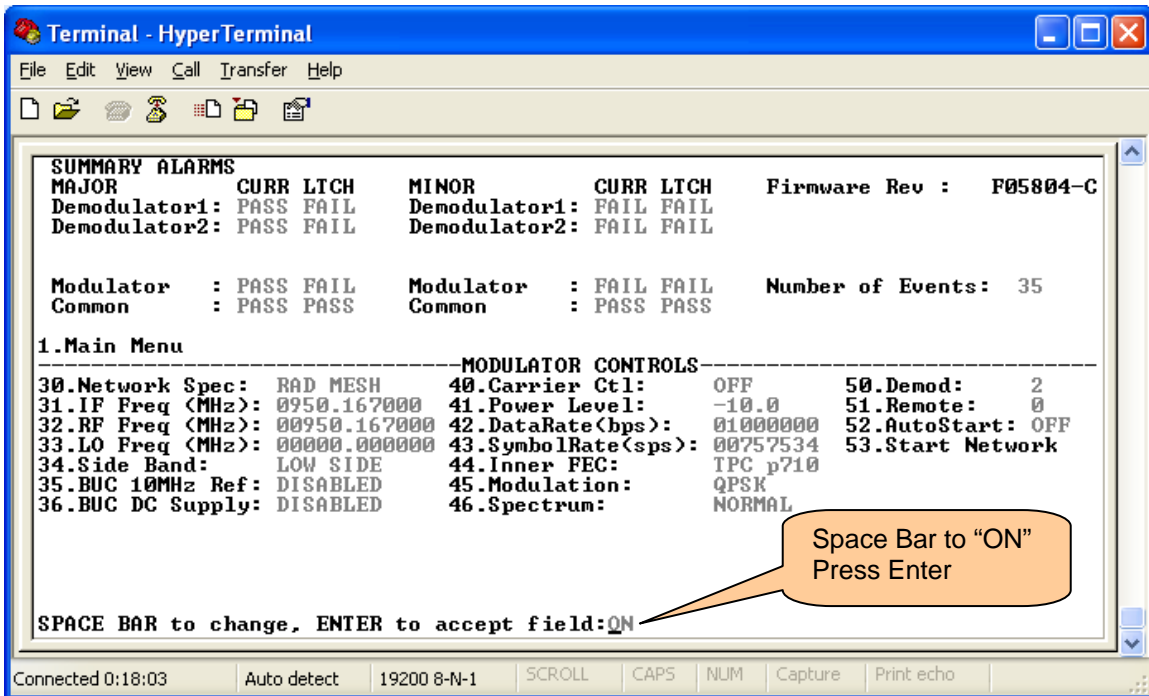 Terminal - HyperTerminal
File Edit View Call Transfer Help
SUMMARY ALARMS
MAJOR CURR LTCH MINOR CURR LTCH Firmware Rev : F05804-C
Demodulator1: PASS FAIL Demodulator1: FAIL FAIL
Demodulator2: PASS FAIL Demodulator2: FAIL FAIL
Modulator : PASS FAIL Modulator : FAIL FAIL Number of Events: 35
Common : PASS PASS Common : PASS PASS
1.Main Menu
MODULATOR CONTROLS
30.Network Spec: RAD MESH 40.Carrier Ctl: OFF 50.Demod: 2
31.IF Freq (MHz): 0950.167000 41.Power Level: -10.0 51.Remote: 0
32.RF Freq (MHz): 00950.167000 42.DataRate(bps): 01000000 52.AutoStart: OFF
33.LO Freq (MHz): 00000.000000 43.SymbolRate(sps): 00757534 53.Start Network
34.Side Band: LOW SIDE 44.Inner FEC: TPC p710
35.BUC 10MHz Ref: DISABLED 45.Modulation: QPSK
36.BUC DC Supply: DISABLED 46.Spectrum: NORMAL
Space Bar to “ON”
Press Enter
SPACE BAR to change, ENTER to accept field:ON
Connected 0:18:03 Auto detect 19200 8-N-1 SCROLL CAPS NUM Capture Print echo